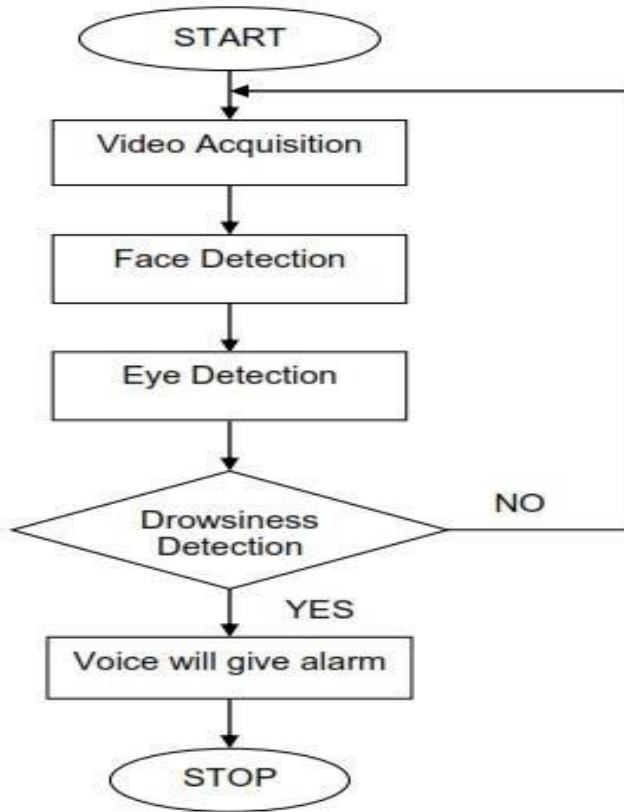 START
Video Acquisition
Face Detection
Eye Detection
Drowsiness
Detection
NO
YES
Voice will give alarm
STOP